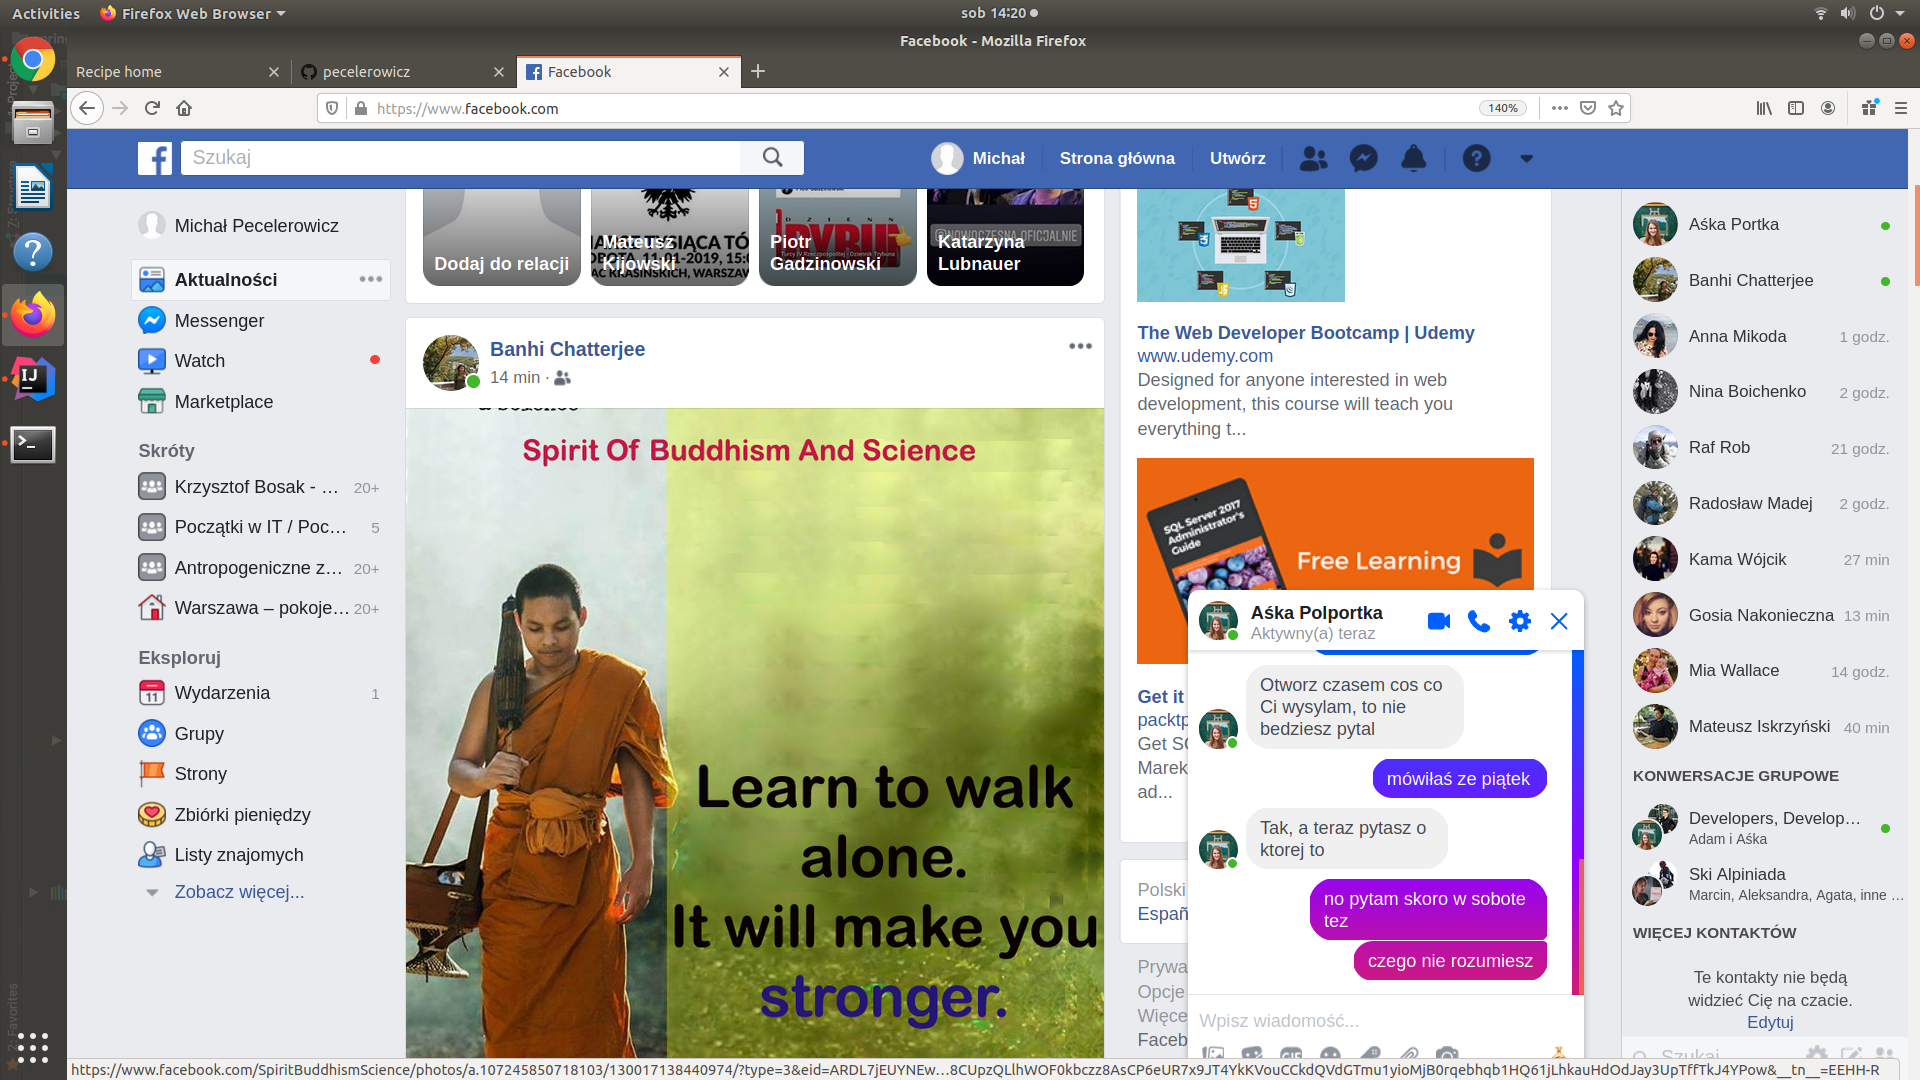 Activities
Firefox Web Browser
sob 14:20
Facebook - Mozilla Firefox
Recipe home
pecelerowicz
Facebook
https://www.facebook.com
140%
Szukaj
Michał
Strona główna
Utwórz
Michał Pecelerowicz
Aktualności
Messenger
Watch
Marketplace
Skróty
Krzysztof Bosak - ... 20+
Początki w IT / Poc... 5
Antropogeniczne z... 20+
Warszawa – pokoje... 20+
Eksploruj
Wydarzenia 1
Grupy
Strony
Zbiórki pieniędzy
Listy znajomych
Zobacz więcej...
Dodaj do relacji
Mateusz
Kijowski
Piotr
Gadzinowski
Katarzyna
Lubnauer
Banhi Chatterjee
14 min ·
Spirit Of Buddhism And Science
Learn to walk
alone.
It will make you
stronger.
The Web Developer Bootcamp | Udemy
www.udemy.com
Designed for anyone interested in web
development, this course will teach you
everything t...
SQL Server 2017
Administrator's
Guide
Free Learning
Get it
packtp
Get SQ
Marek
ad...
Polski
Españ
Prywa
Opcje
Więce
Faceb
Aśka Polportka
Aktywny(a) teraz
Otworz czasem cos co
Ci wysylam, to nie
bedziesz pytal
mówiłaś ze piątek
Tak, a teraz pytasz o
ktorej to
no pytam skoro w sobote
tez
czego nie rozumiesz
Wpisz wiadomość...
Aśka Portka
Banhi Chatterjee
Anna Mikoda 1 godz.
Nina Boichenko 2 godz.
Raf Rob 21 godz.
Radosław Madej 2 godz.
Kama Wójcik 27 min
Gosia Nakonieczna 13 min
Mia Wallace 14 godz.
Mateusz Iskrzyński 40 min
KONWERSACJE GRUPOWE
Developers, Develop...
Adam i Aśka
Ski Alpiniada
Marcin, Aleksandra, Agata, inne ...
WIĘCEJ KONTAKTÓW
Te kontakty nie będą
widzieć Cię na czacie.
Edytuj
Szukaj
https://www.facebook.com/SpiritBuddhismScience/photos/a.107245850718103/130017138440974/?type=3&eid=ARDL7jEUYNEw…8CUpzQLlhWOF0kbczz8AsCP6eUR7x9JT4YkKVouCCkdQVdGTmu1yioMjB0rqebhqb1HQ61jLhkauHdOdJay3UpTffTkJ4YPow&__tn__=EEHH-R